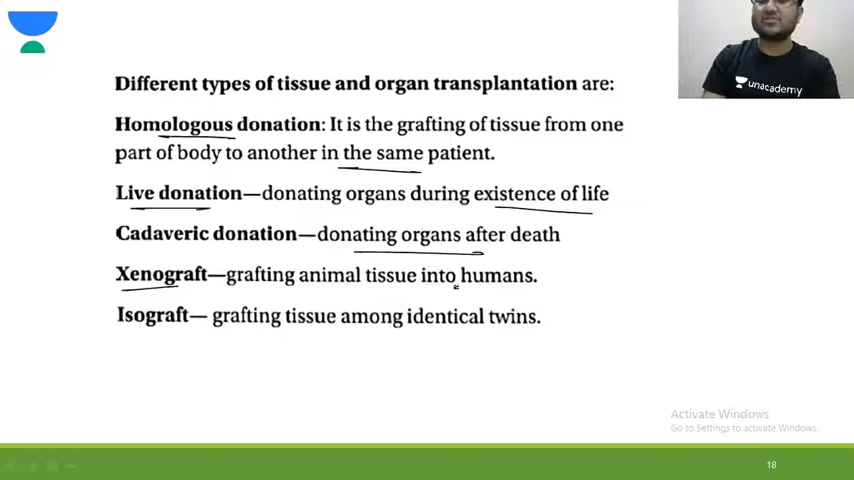 unacademy
Different types of tissue and organ transplantation are:
Homologous donation: It is the grafting of tissue from one
part of body to another in the same patient.
Live donation—donating organs during existence of life
Cadaveric donation—donating organs after death
Xenograft—grafting animal tissue into humans.
Isograft— grafting tissue among identical twins.
Activate Windows
Go to Settings to activate Windows.
18